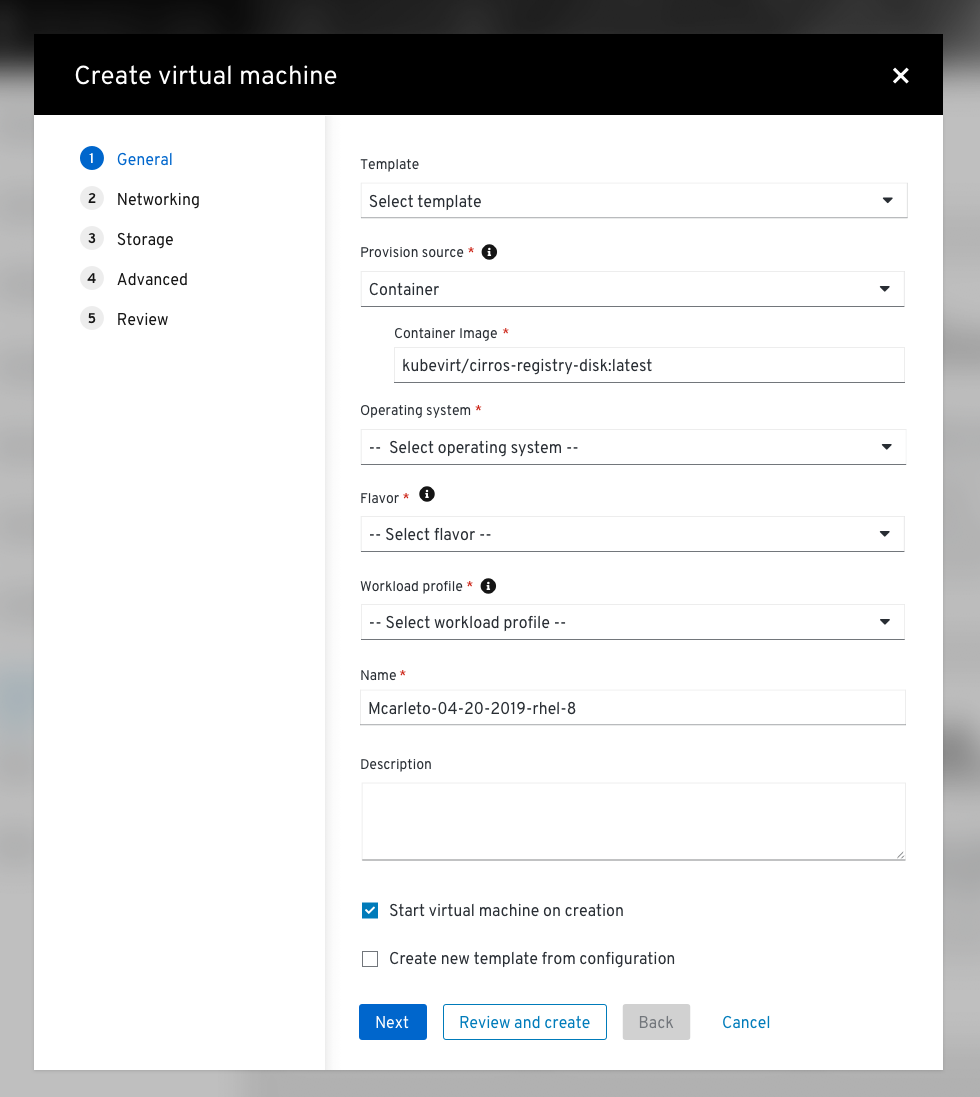 Create virtual machine
1 General
2 Networking
3 Storage
4 Advanced
5 Review
Template
Select template
Provision source *
Container
Container Image *
kubevirt/cirros-registry-disk:latest
Operating system *
-- Select operating system --
Flavor *
-- Select flavor --
Workload profile *
-- Select workload profile --
Name *
Mcarleto-04-20-2019-rhel-8
Description
Start virtual machine on creation
Create new template from configuration
Next Review and create Back Cancel